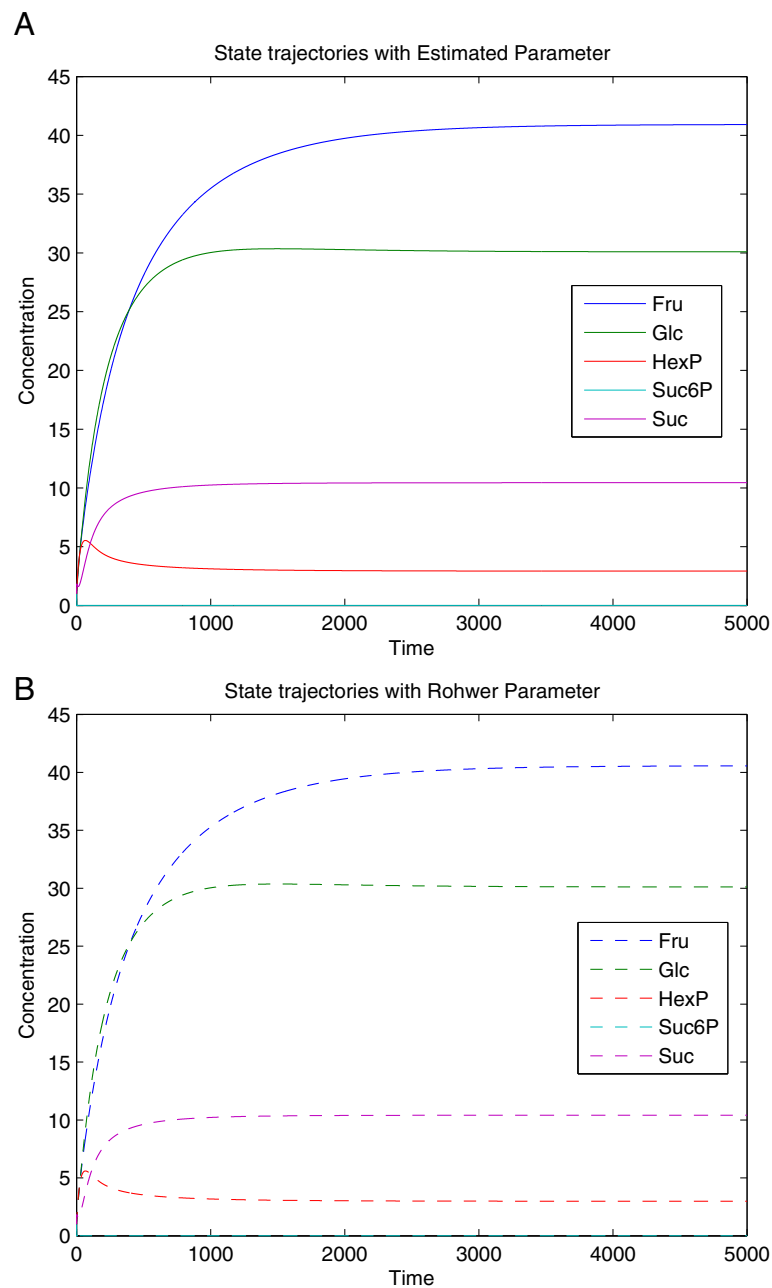 A
State trajectories with Estimated Parameter
45
40
35
30
25
20
15
10
5
0
Concentration
Fru
Glc
HexP
Suc6P
Suc
0 1000 2000 3000 4000 5000
Time
B
State trajectories with Rohwer Parameter
45
40
35
30
25
20
15
10
5
0
Concentration
Fru
Glc
HexP
Suc6P
Suc
0 1000 2000 3000 4000 5000
Time